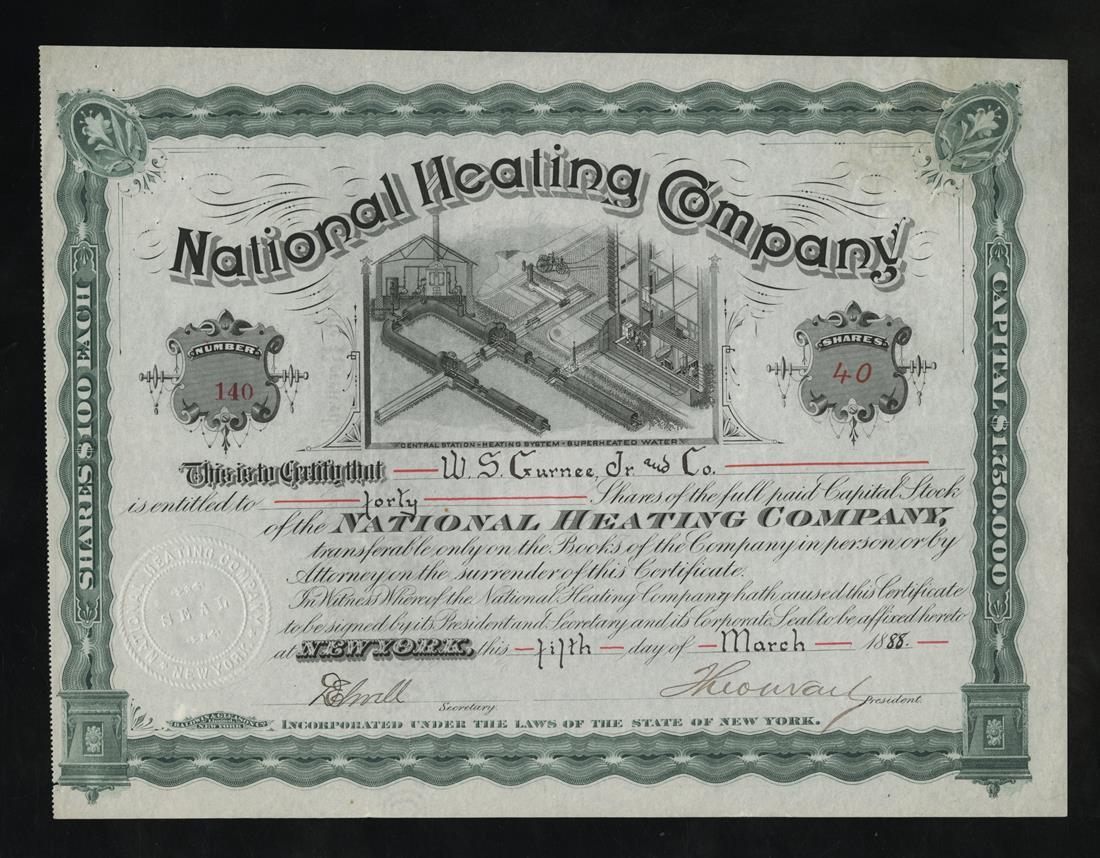 National Heating Company
SHARES $100 EACH
CAPITAL $1,750,000
NUMBER
140
SHARES
40
CENTRAL STATION - HEATING SYSTEM - SUPERHEATED WATER
This is to Certify that W. S. Gurnee, Jr. and Co.
is entitled to forty Shares of the full paid Capital Stock
of the NATIONAL HEATING COMPANY,
transferable only on the Books of the Company in person or by
Attorney on the surrender of this Certificate.
In Witness Whereof the National Heating Company hath caused this Certificate
to be signed by its President and Secretary and its Corporate Seal to be affixed hereto
at NEW YORK, this fifth day of March 1888.
NATIONAL HEATING COMPANY
SEAL
NEW YORK
Secretary.
President.
NEW YORK
INCORPORATED UNDER THE LAWS OF THE STATE OF NEW YORK.